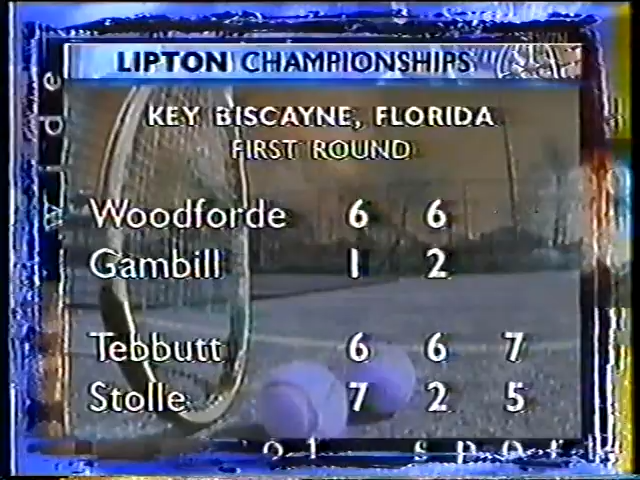 LIPTON CHAMPIONSHIPS
KEY BISCAYNE, FLORIDA
FIRST ROUND
Woodforde 6 6
Gambill 1 2
Tebbutt 6 6 7
Stolle 7 2 5
wide